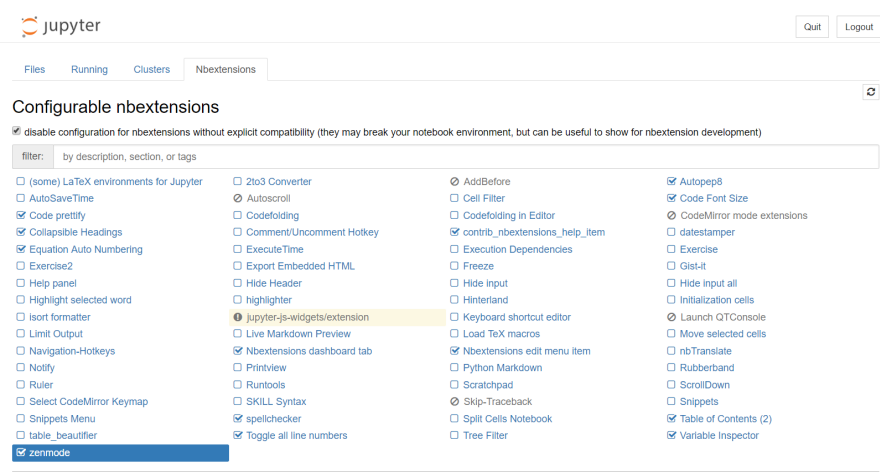 jupyter
Quit Logout
Files Running Clusters Nbextensions
Configurable nbextensions
disable configuration for nbextensions without explicit compatibility (they may break your notebook environment, but can be useful to show for nbextension development)
filter: by description, section, or tags
(some) LaTeX environments for Jupyter 2to3 Converter AddBefore Autopep8
AutoSaveTime Autoscroll Cell Filter Code Font Size
Code prettify Codefolding Codefolding in Editor CodeMirror mode extensions
Collapsible Headings Comment/Uncomment Hotkey contrib_nbextensions_help_item datestamper
Equation Auto Numbering ExecuteTime Execution Dependencies Exercise
Exercise2 Export Embedded HTML Freeze Gist-it
Help panel Hide Header Hide input Hide input all
Highlight selected word highlighter Hinterland Initialization cells
isort formatter jupyter-js-widgets/extension Keyboard shortcut editor Launch QTConsole
Limit Output Live Markdown Preview Load TeX macros Move selected cells
Navigation-Hotkeys Nbextensions dashboard tab Nbextensions edit menu item nbTranslate
Notify Printview Python Markdown Rubberband
Ruler Runtools Scratchpad ScrollDown
Select CodeMirror Keymap SKILL Syntax Skip-Traceback Snippets
Snippets Menu spellchecker Split Cells Notebook Table of Contents (2)
table_beautifier Toggle all line numbers Tree Filter Variable Inspector
zenmode